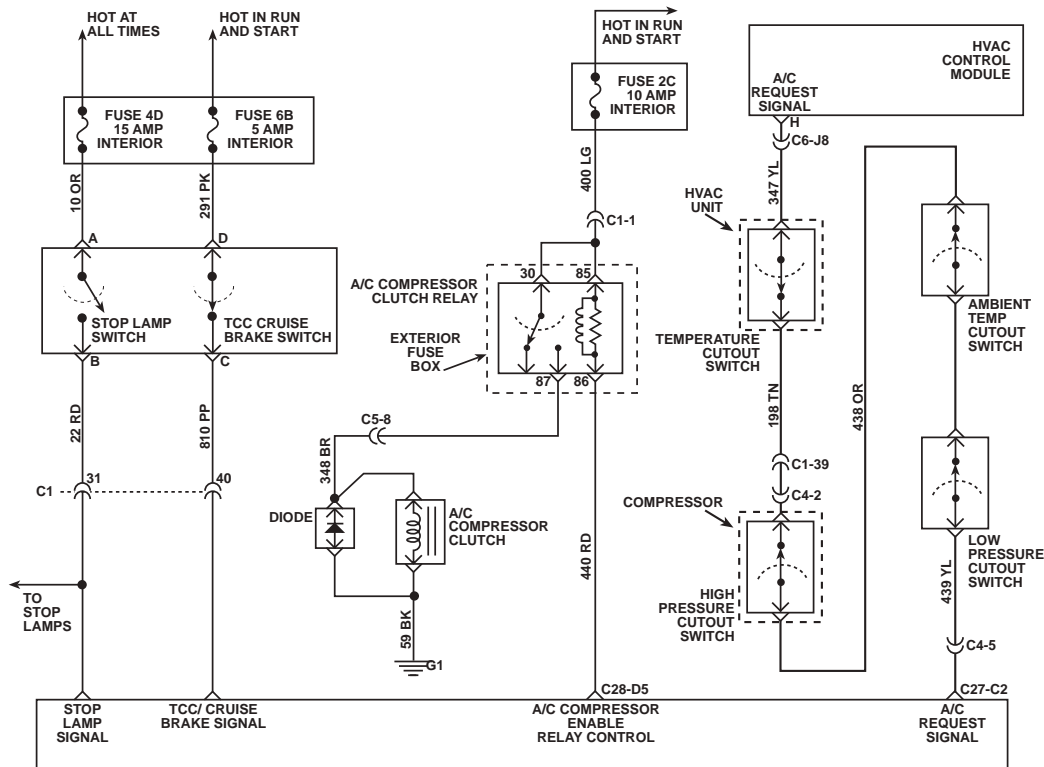 HOT AT
ALL TIMES
HOT IN RUN
AND START
HOT IN RUN
AND START
HVAC
CONTROL
MODULE
A/C
REQUEST
SIGNAL
H
C6-J8
FUSE 4D
15 AMP
INTERIOR
FUSE 6B
5 AMP
INTERIOR
FUSE 2C
10 AMP
INTERIOR
10 OR
291 PK
400 LG
347 YL
C1-1
HVAC
UNIT
A
D
STOP LAMP
SWITCH
TCC CRUISE
BRAKE SWITCH
B
C
A/C COMPRESSOR
CLUTCH RELAY
30
85
EXTERIOR
FUSE
BOX
87
86
TEMPERATURE
CUTOUT
SWITCH
AMBIENT
TEMP
CUTOUT
SWITCH
22 RD
810 PP
C5-8
348 BR
198 TN
438 OR
C1
31
40
C1-39
C4-2
COMPRESSOR
DIODE
A/C
COMPRESSOR
CLUTCH
440 RD
LOW
PRESSURE
CUTOUT
SWITCH
439 YL
HIGH
PRESSURE
CUTOUT
SWITCH
TO
STOP
LAMPS
59 BK
G1
C4-5
C28-D5
C27-C2
STOP
LAMP
SIGNAL
TCC/ CRUISE
BRAKE SIGNAL
A/C COMPRESSOR
ENABLE
RELAY CONTROL
A/C
REQUEST
SIGNAL